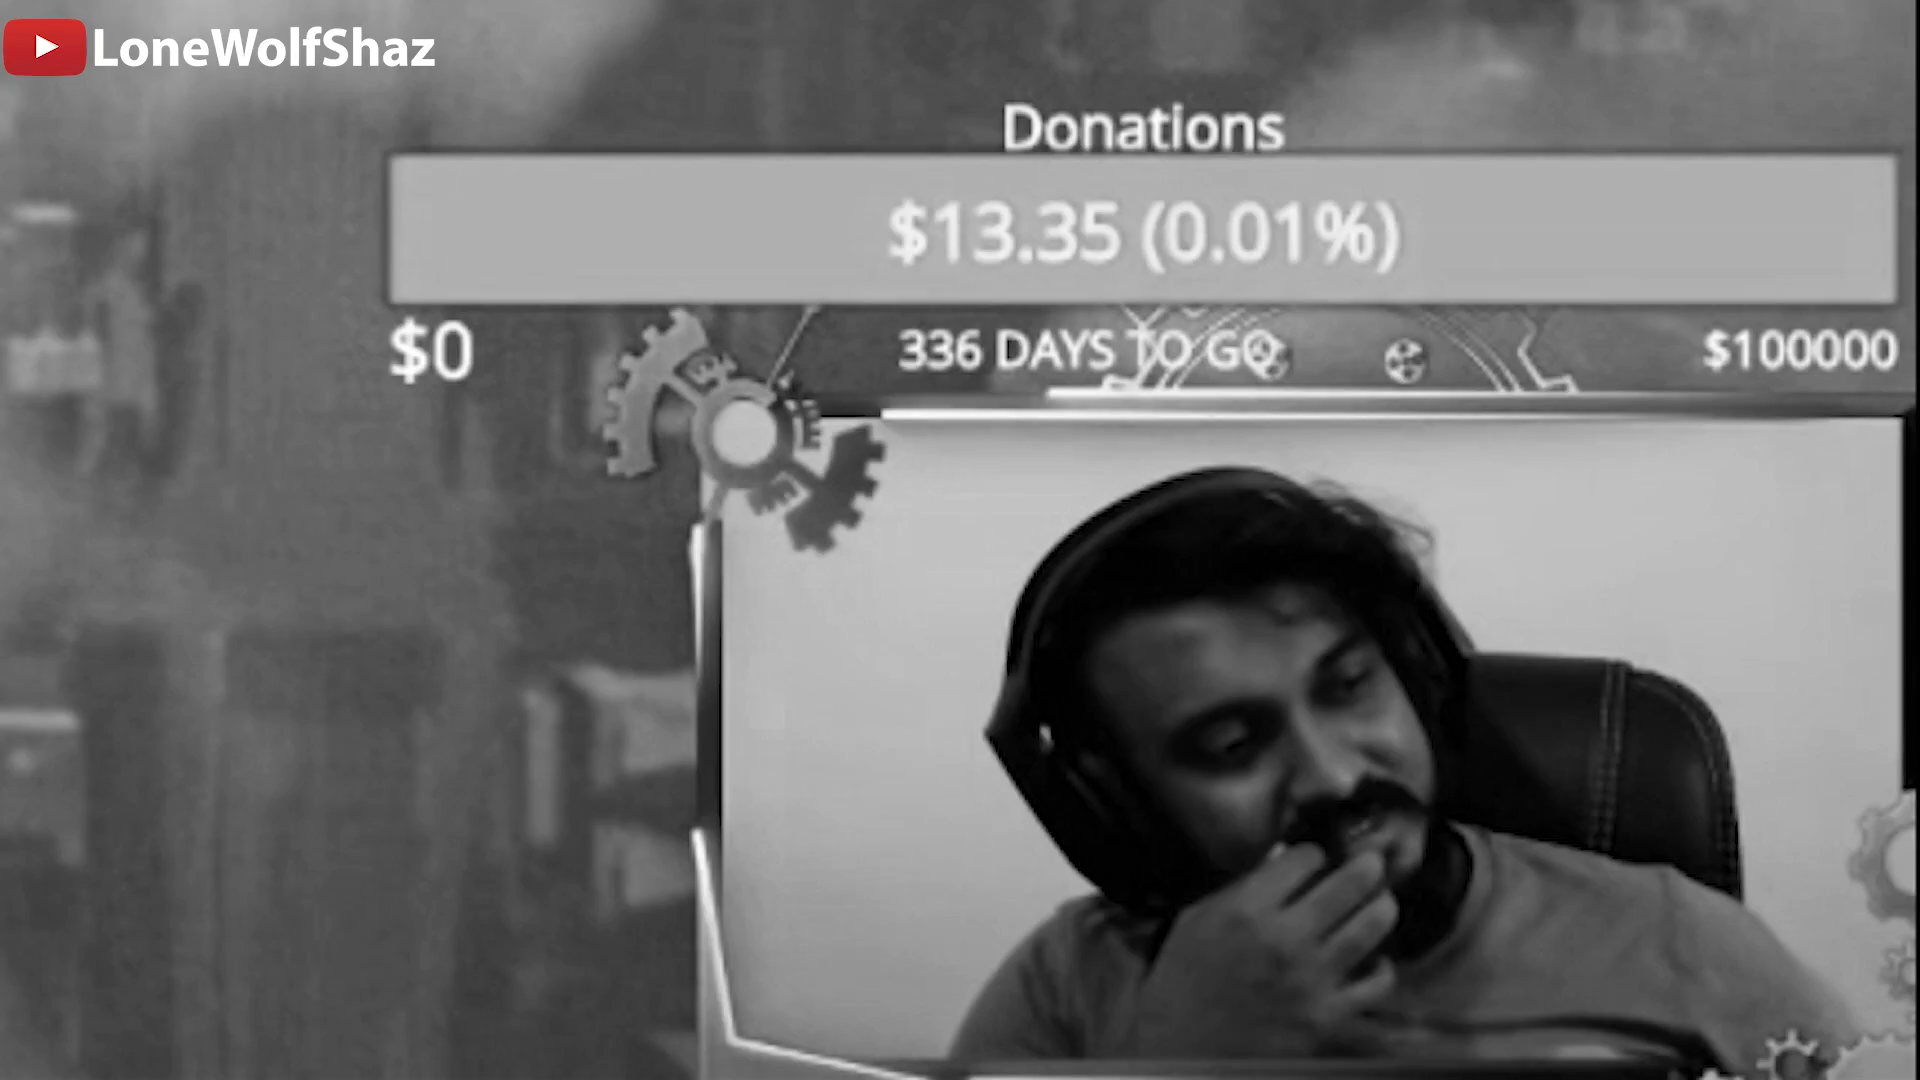 LoneWolfShaz
Donations
$13.35 (0.01%)
$0
336 DAYS TO GO
$100000